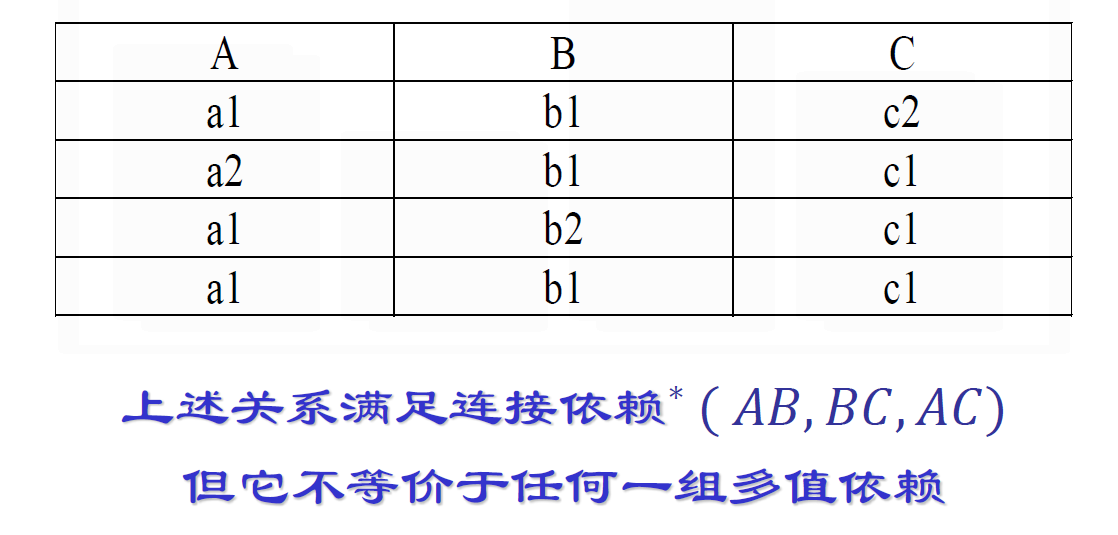 A B C
a1 b1 c2
a2 b1 c1
a1 b2 c1
a1 b1 c1
上述关系满足连接依赖*(AB,BC,AC)
但它不等价于任何一组多值依赖